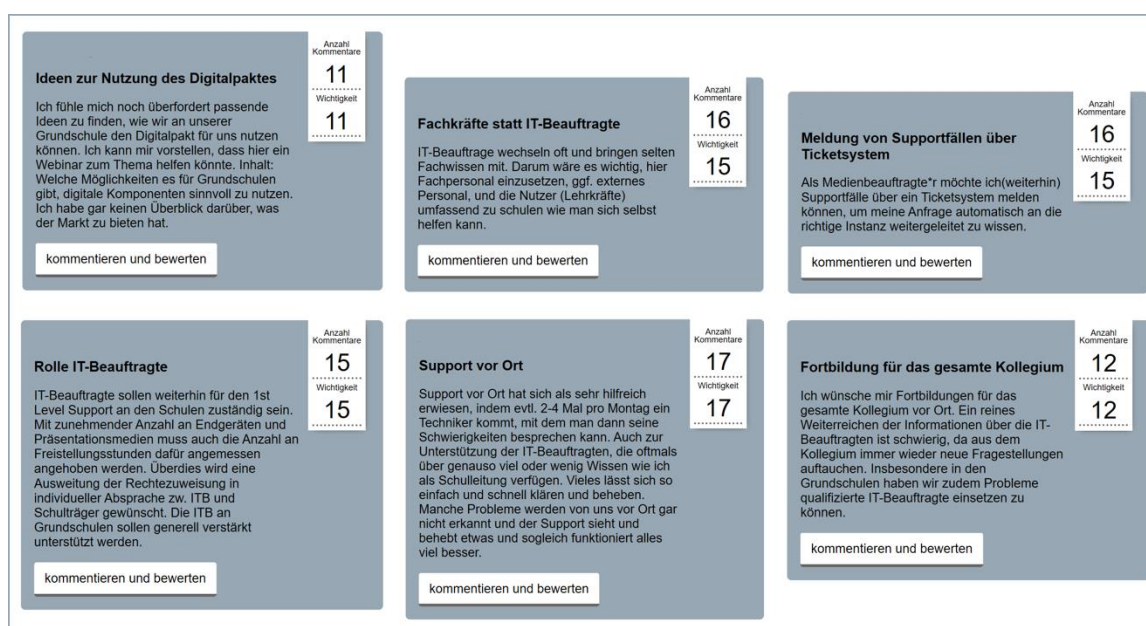 Anzahl
Kommentare
11
Wichtigkeit
11
Ideen zur Nutzung des Digitalpaktes
Ich fühle mich noch überfordert passende
Ideen zu finden, wie wir an unserer
Grundschule den Digitalpakt für uns nutzen
können. Ich kann mir vorstellen, dass hier ein
Webinar zum Thema helfen könnte. Inhalt:
Welche Möglichkeiten es für Grundschulen
gibt, digitale Komponenten sinnvoll zu nutzen.
Ich habe gar keinen Überblick darüber, was
der Markt zu bieten hat.
kommentieren und bewerten
Anzahl
Kommentare
16
Wichtigkeit
15
Fachkräfte statt IT-Beauftragte
IT-Beauftrage wechseln oft und bringen selten
Fachwissen mit. Darum wäre es wichtig, hier
Fachpersonal einzusetzen, ggf. externes
Personal, und die Nutzer (Lehrkräfte)
umfassend zu schulen wie man sich selbst
helfen kann.
kommentieren und bewerten
Anzahl
Kommentare
16
Wichtigkeit
15
Meldung von Supportfällen über
Ticketsystem
Als Medienbeauftragte*r möchte ich(weiterhin)
Supportfälle über ein Ticketsystem melden
können, um meine Anfrage automatisch an die
richtige Instanz weitergeleitet zu wissen.
kommentieren und bewerten
Anzahl
Kommentare
15
Wichtigkeit
15
Rolle IT-Beauftragte
IT-Beauftragte sollen weiterhin für den 1st
Level Support an den Schulen zuständig sein.
Mit zunehmender Anzahl an Endgeräten und
Präsentationsmedien muss auch die Anzahl an
Freistellungsstunden dafür angemessen
angehoben werden. Überdies wird eine
Ausweitung der Rechtezuweisung in
individueller Absprache zw. ITB und
Schulträger gewünscht. Die ITB an
Grundschulen sollen generell verstärkt
unterstützt werden.
kommentieren und bewerten
Anzahl
Kommentare
17
Wichtigkeit
17
Support vor Ort
Support vor Ort hat sich als sehr hilfreich
erwiesen, indem evtl. 2-4 Mal pro Montag ein
Techniker kommt, mit dem man dann seine
Schwierigkeiten besprechen kann. Auch zur
Unterstützung der IT-Beauftragten, die oftmals
über genauso viel oder wenig Wissen wie ich
als Schulleitung verfügen. Vieles lässt sich so
einfach und schnell klären und beheben.
Manche Probleme werden von uns vor Ort gar
nicht erkannt und der Support sieht und
behebt etwas und sogleich funktioniert alles
viel besser.
kommentieren und bewerten
Anzahl
Kommentare
12
Wichtigkeit
12
Fortbildung für das gesamte Kollegium
Ich wünsche mir Fortbildungen für das
gesamte Kollegium vor Ort. Ein reines
Weiterreichen der Informationen über die IT-
Beauftragten ist schwierig, da aus dem
Kollegium immer wieder neue Fragestellungen
auftauchen. Insbesondere in den
Grundschulen haben wir zudem Probleme
qualifizierte IT-Beauftragte einsetzen zu
können.
kommentieren und bewerten